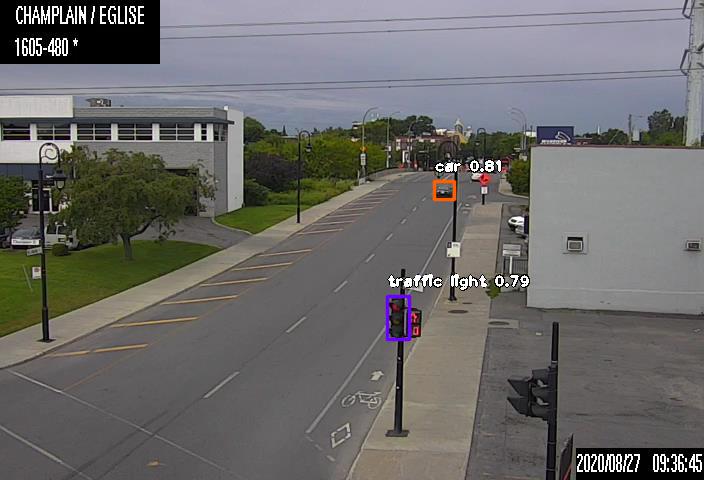 CHAMPLAIN / EGLISE
1605-480 *
car 0.81
traffic light 0.79
2020/08/27 09:36:45